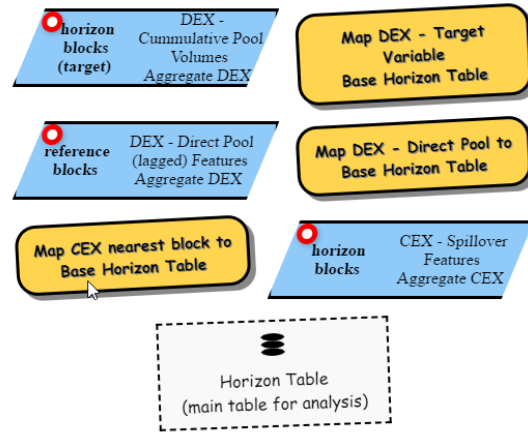 horizon
blocks
(target)
DEX -
Cummulative Pool
Volumes
Aggregate DEX
Map DEX - Target
Variable
Base Horizon Table
reference
blocks
DEX - Direct Pool
(lagged) Features
Aggregate DEX
Map DEX - Direct Pool to
Base Horizon Table
Map CEX nearest block to
Base Horizon Table
horizon
blocks
CEX - Spillover
Features
Aggregate CEX
Horizon Table
(main table for analysis)